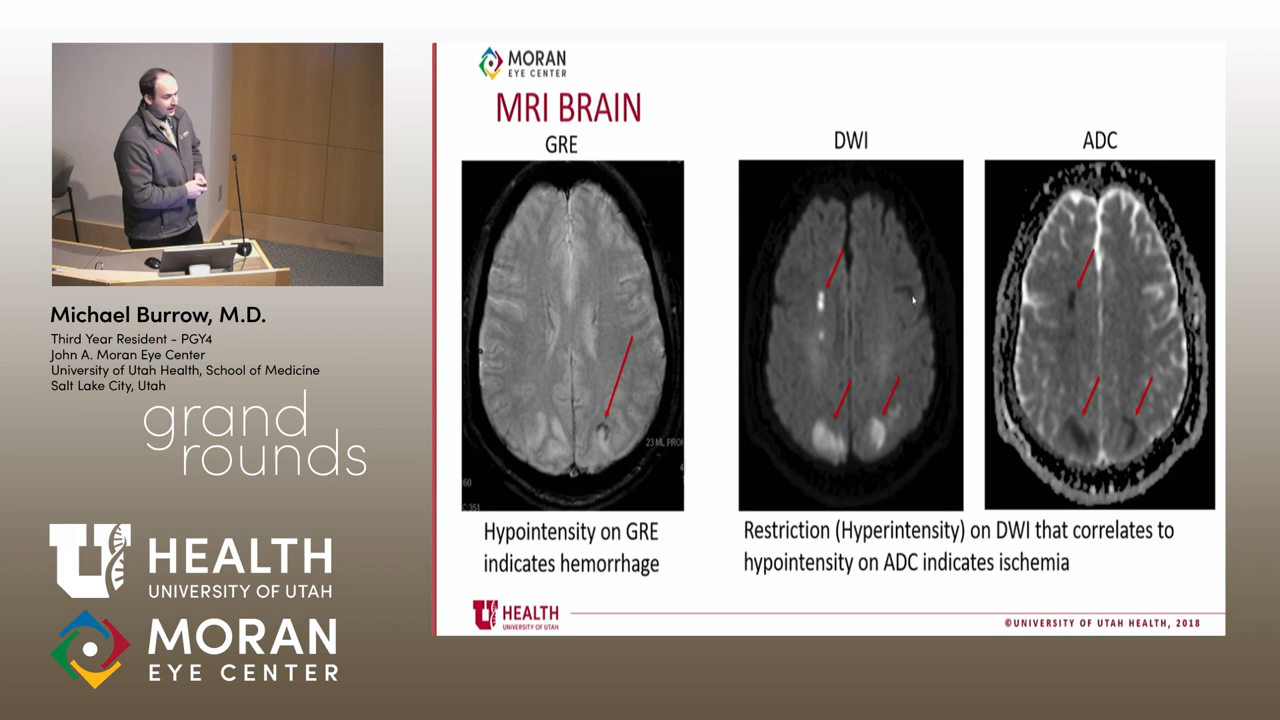 Michael Burrow, M.D.
Third Year Resident - PGY4
John A. Moran Eye Center
University of Utah Health, School of Medicine
Salt Lake City, Utah
grand
rounds
U HEALTH
UNIVERSITY OF UTAH
MORAN
EYE CENTER
MORAN
EYE CENTER
MRI BRAIN
GRE
DWI
ADC
Hypointensity on GRE
indicates hemorrhage
Restriction (Hyperintensity) on DWI that correlates to
hypointensity on ADC indicates ischemia
U HEALTH
UNIVERSITY OF UTAH
©UNIVERSITY OF UTAH HEALTH, 2018